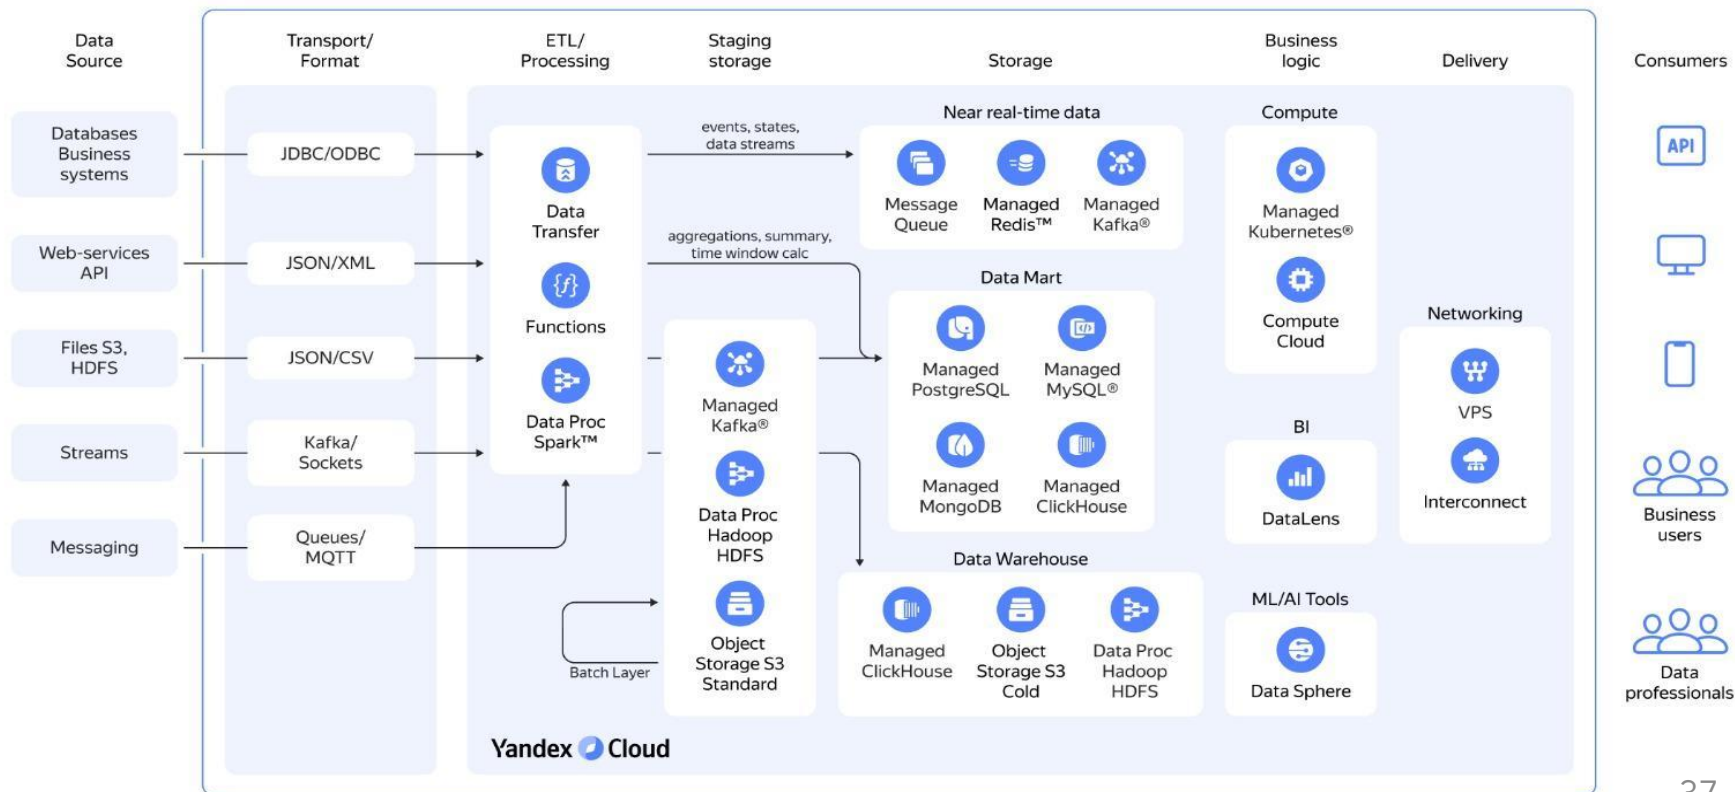 Data
Source
Transport/
Format
ETL/
Processing
Staging
storage
Storage
Business
logic
Delivery
Consumers
Databases
Business
systems
Web-services
API
Files S3,
HDFS
Streams
Messaging
JDBC/ODBC
JSON/XML
JSON/CSV
Kafka/
Sockets
Queues/
MQTT
Data
Transfer
Functions
Data Proc
Spark™
events, states,
data streams
aggregations, summary,
time window calc
Managed
Kafka®
Data Proc
Hadoop
HDFS
Object
Storage S3
Standard
Batch Layer
Near real-time data
Message
Queue
Managed
Redis™
Managed
Kafka®
Data Mart
Managed
PostgreSQL
Managed
MySQL®
Managed
MongoDB
Managed
ClickHouse
Data Warehouse
Managed
ClickHouse
Object
Storage S3
Cold
Data Proc
Hadoop
HDFS
Compute
Managed
Kubernetes®
Compute
Cloud
BI
DataLens
ML/AI Tools
Data Sphere
Networking
VPS
Interconnect
API
Business
users
Data
professionals
Yandex Cloud
37